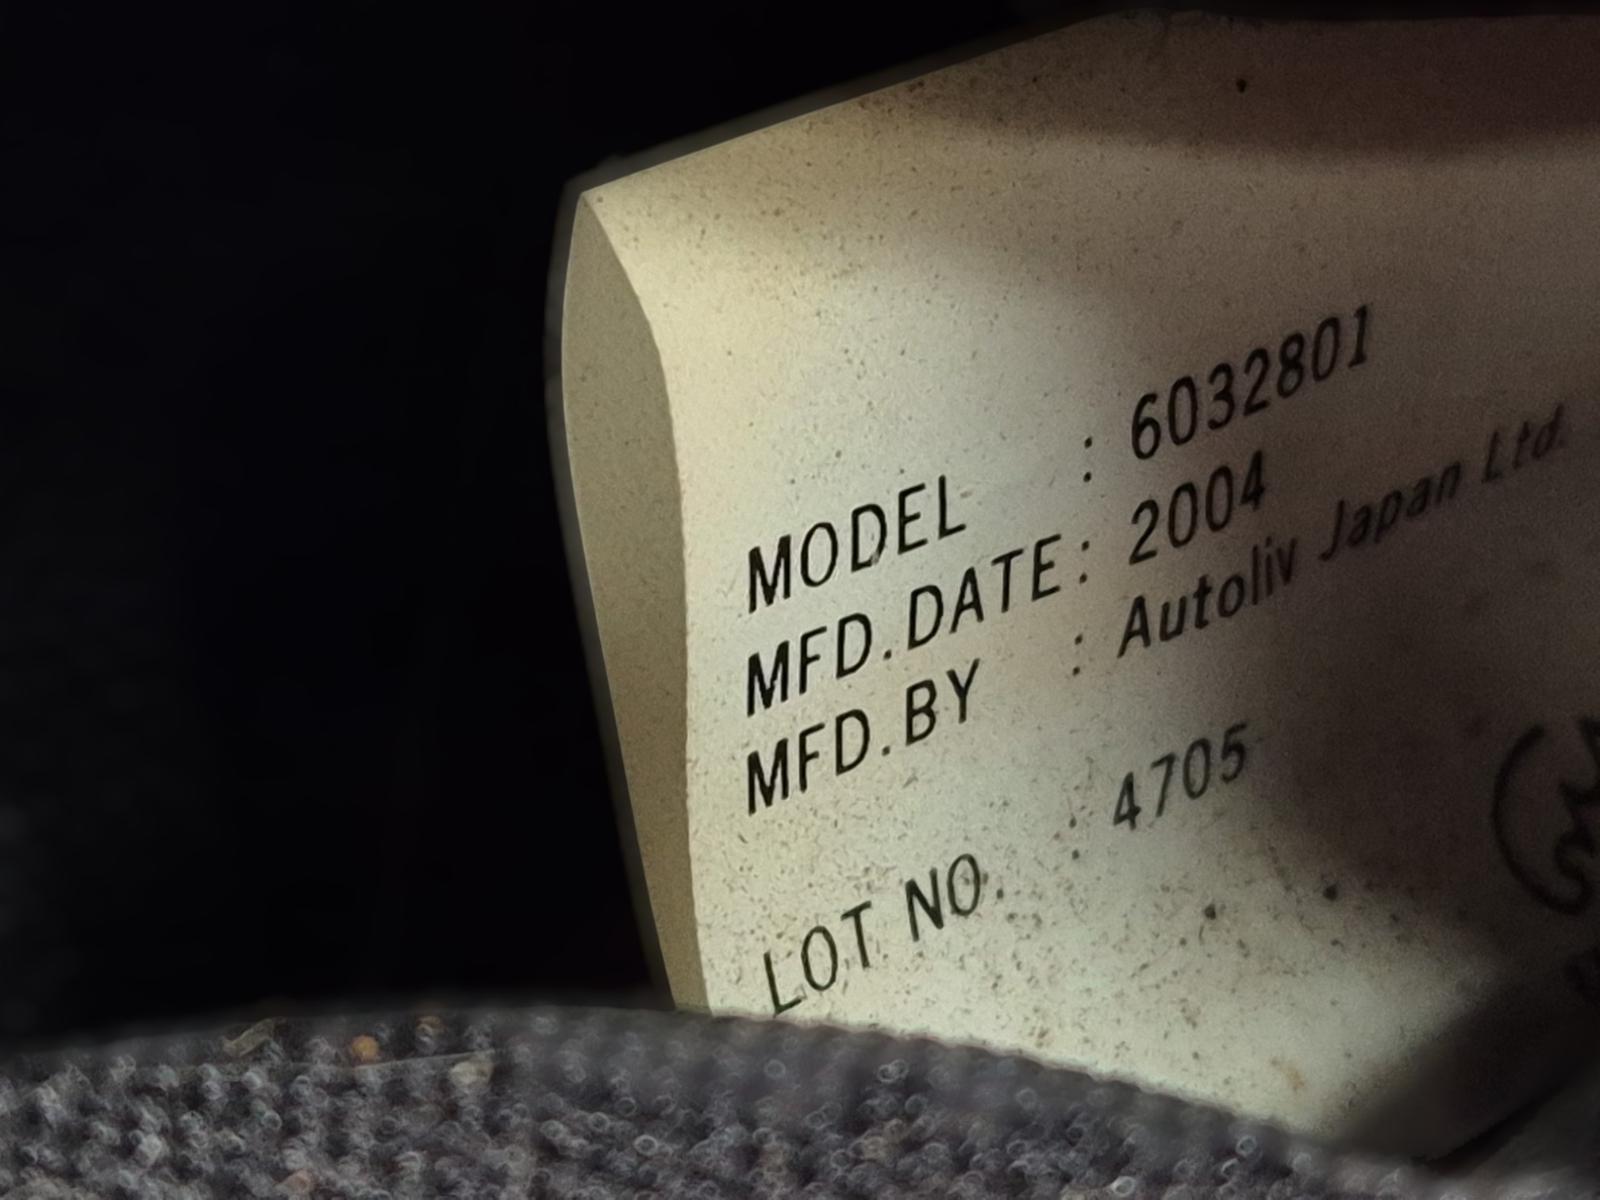 MODEL : 6032801
MFD.DATE : 2004
MFD.BY : Autoliv Japan Ltd.
LOT NO. : 4705